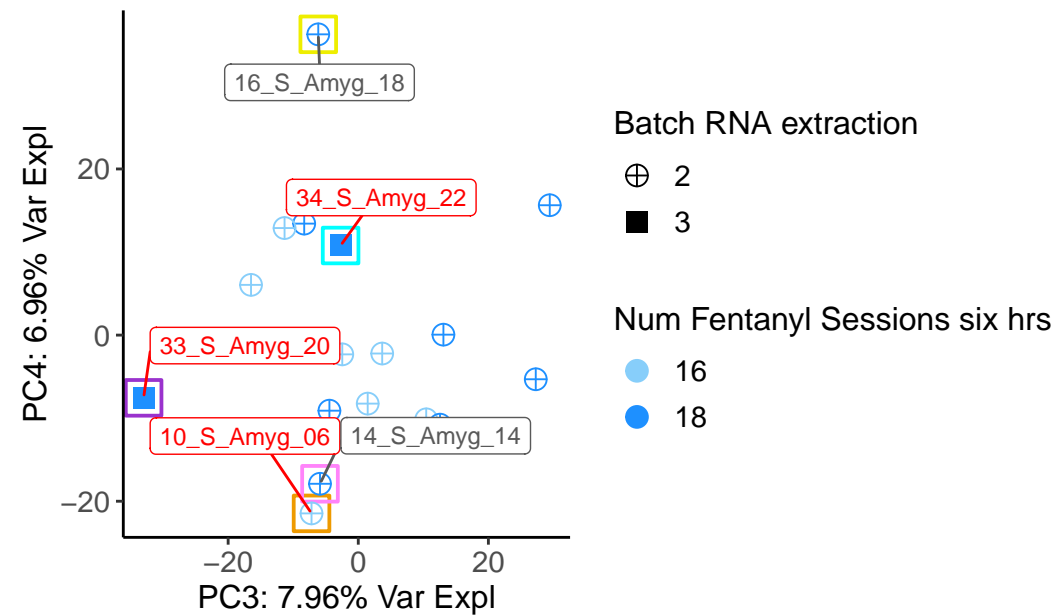 16_S_Amyg_18
34_S_Amyg_22
33_S_Amyg_20
10_S_Amyg_06
14_S_Amyg_14
20
0
−20
PC4: 6.96% Var Expl
−20
0
20
PC3: 7.96% Var Expl
Batch RNA extraction
2
3
Num Fentanyl Sessions six hrs
16
18